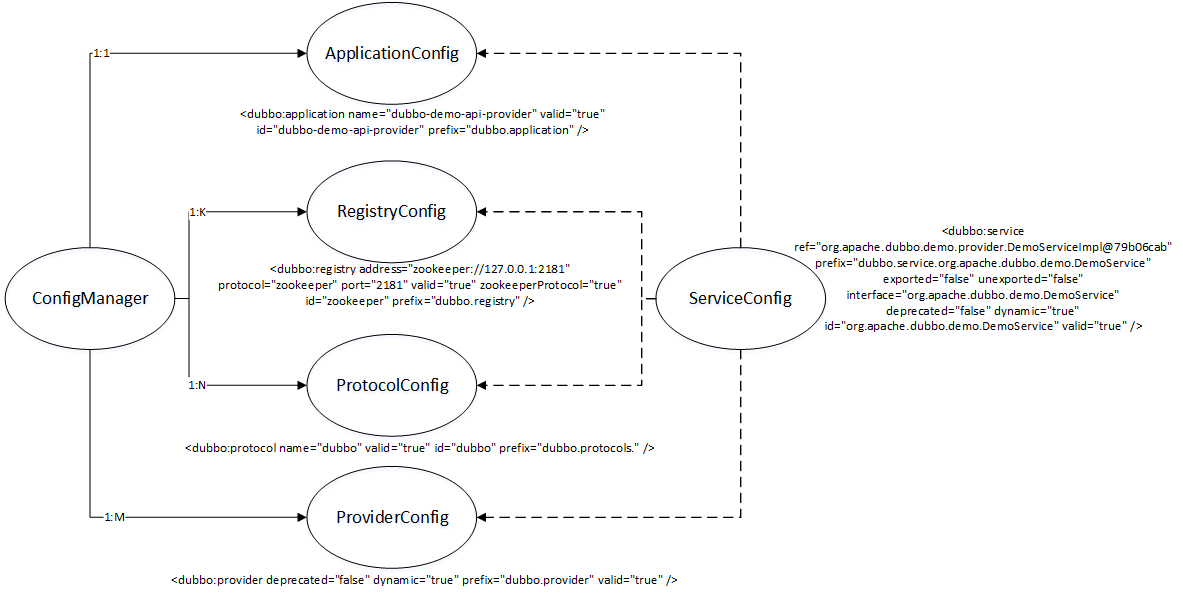 1:1
ApplicationConfig
<dubbo:application name="dubbo-demo-api-provider" valid="true"
id="dubbo-demo-api-provider" prefix="dubbo.application" />
1:K
RegistryConfig
<dubbo:registry address="zookeeper://127.0.0.1:2181"
protocol="zookeeper" port="2181" valid="true" zookeeperProtocol="true"
id="zookeeper" prefix="dubbo.registry" />
ConfigManager
ServiceConfig
<dubbo:service
ref="org.apache.dubbo.demo.provider.DemoServiceImpl@79b06cab"
prefix="dubbo.service.org.apache.dubbo.demo.DemoService"
exported="false" unexported="false"
interface="org.apache.dubbo.demo.DemoService"
deprecated="false" dynamic="true"
id="org.apache.dubbo.demo.DemoService" valid="true" />
1:N
ProtocolConfig
<dubbo:protocol name="dubbo" valid="true" id="dubbo" prefix="dubbo.protocols." />
1:M
ProviderConfig
<dubbo:provider deprecated="false" dynamic="true" prefix="dubbo.provider" valid="true" />